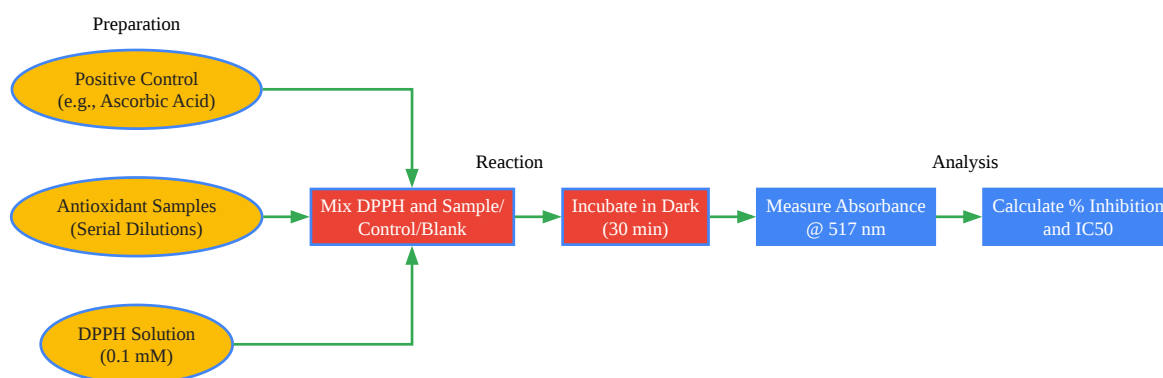 Preparation
Positive Control
(e.g., Ascorbic Acid)
Reaction
Analysis
Antioxidant Samples
(Serial Dilutions)
Mix DPPH and Sample/
Control/Blank
Incubate in Dark
(30 min)
Measure Absorbance
@ 517 nm
Calculate % Inhibition
and IC50
DPPH Solution
(0.1 mM)